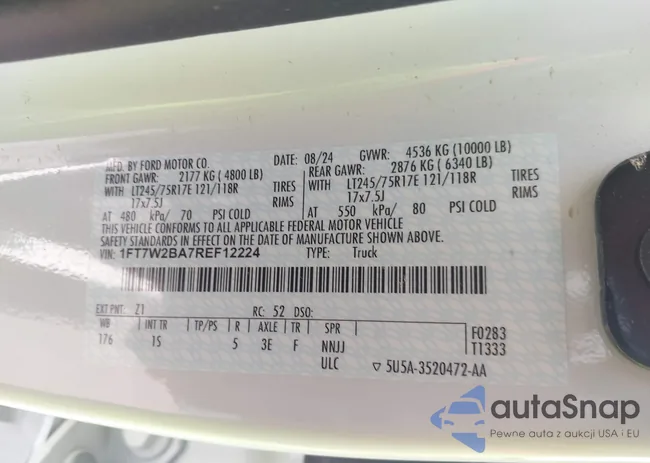 MFD. BY FORD MOTOR CO. DATE: 08/24 GVWR: 4536 KG (10000 LB)
FRONT GAWR: 2177 KG (4800 LB) REAR GAWR: 2876 KG (6340 LB)
WITH LT245/75R17E 121/118R TIRES WITH LT245/75R17E 121/118R TIRES
17x7.5J RIMS 17x7.5J RIMS
AT 480 kPa/ 70 PSI COLD AT 550 kPa/ 80 PSI COLD
THIS VEHICLE CONFORMS TO ALL APPLICABLE FEDERAL MOTOR VEHICLE
SAFETY STANDARDS IN EFFECT ON THE DATE OF MANUFACTURE SHOWN ABOVE.
VIN: 1FT7W2BA7REF12224 TYPE: Truck
EXT PNT: Z1 RC: 52 DSO:
WB INT TR TP/PS R AXLE TR SPR F0283
176 1S 5 3E F NNJJ T1333
ULC ▽ 5U5A-3520472-AA
autaSnap
Pewne auta z aukcji USA i EU